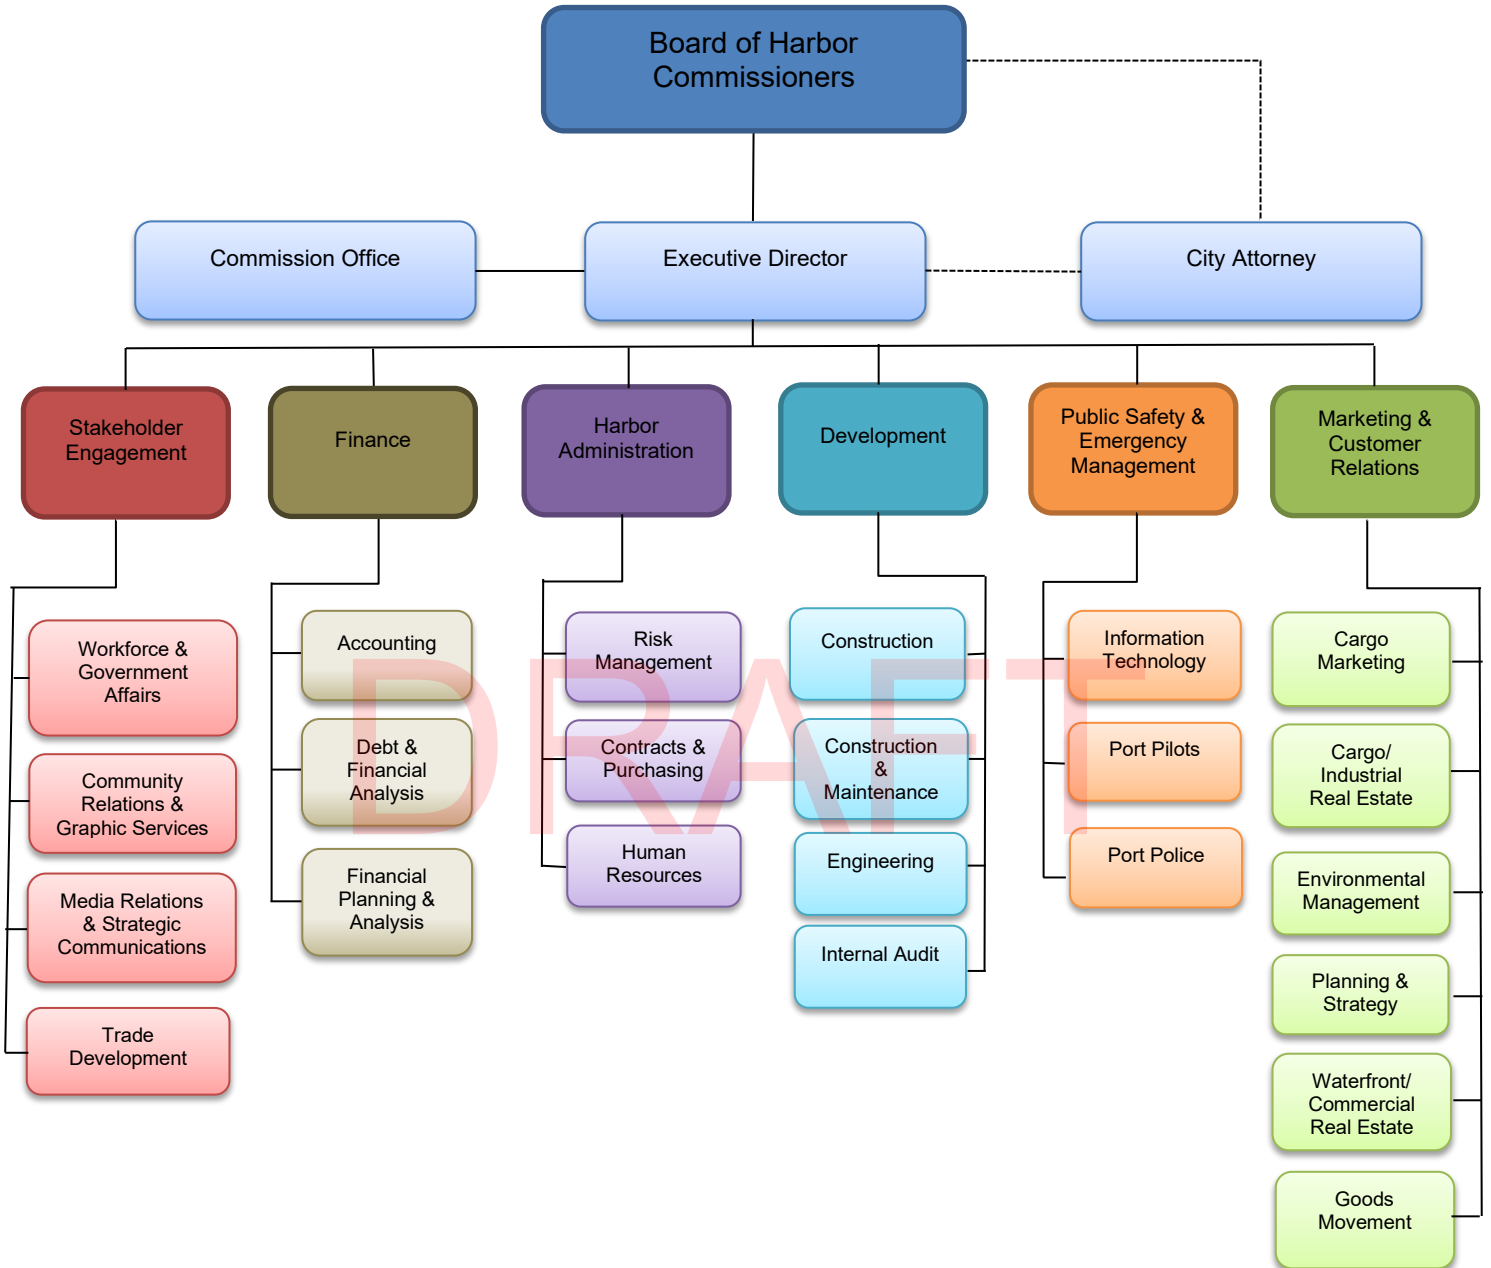 Board of Harbor
Commissioners
Commission Office
Executive Director
City Attorney
Stakeholder
Engagement
Finance
Harbor
Administration
Development
Public Safety &
Emergency
Management
Marketing &
Customer
Relations
Workforce &
Government
Affairs
Community
Relations &
Graphic Services
Media Relations
& Strategic
Communications
Trade
Development
Accounting
Debt &
Financial
Analysis
Financial
Planning &
Analysis
Risk
Management
Contracts &
Purchasing
Human
Resources
Construction
Construction
&
Maintenance
Engineering
Internal Audit
Information
Technology
Port Pilots
Port Police
Cargo
Marketing
Cargo/
Industrial
Real Estate
Environmental
Management
Planning &
Strategy
Waterfront/
Commercial
Real Estate
Goods
Movement
DRAFT